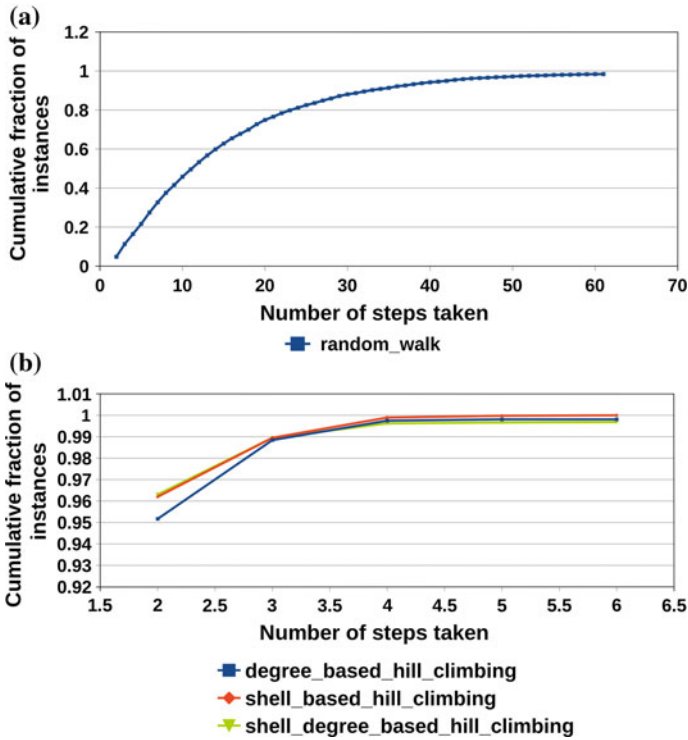 (a)
Cumulative fraction of
instances
1.2
1
0.8
0.6
0.4
0.2
0
0 10 20 30 40 50 60 70
Number of steps taken
random_walk
(b)
Cumulative fraction of
instances
1.01
1
0.99
0.98
0.97
0.96
0.95
0.94
0.93
0.92
1.5 2 2.5 3 3.5 4 4.5 5 5.5 6 6.5
Number of steps taken
degree_based_hill_climbing
shell_based_hill_climbing
shell_degree_based_hill_climbing